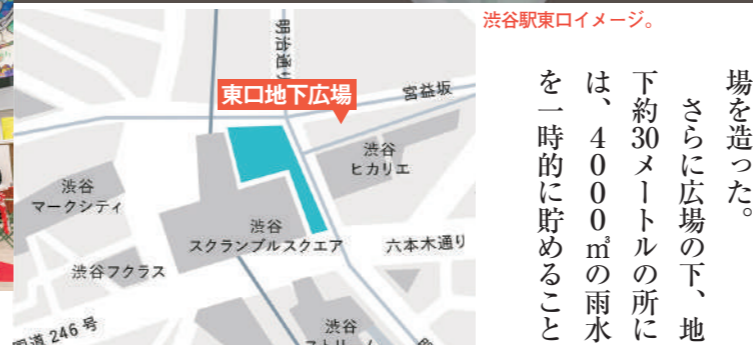 渋谷駅東口イメージ。
場を造った。
さらに広場の下、地
下約30メートルの所に
は、4000㎥の雨水
を一時的に貯めること
明治通り
東口地下広場
宮益坂
渋谷
ヒカリエ
渋谷
マークシティ
渋谷
スクランブルスクエア
六本木通り
渋谷フクラス
246号
渋谷